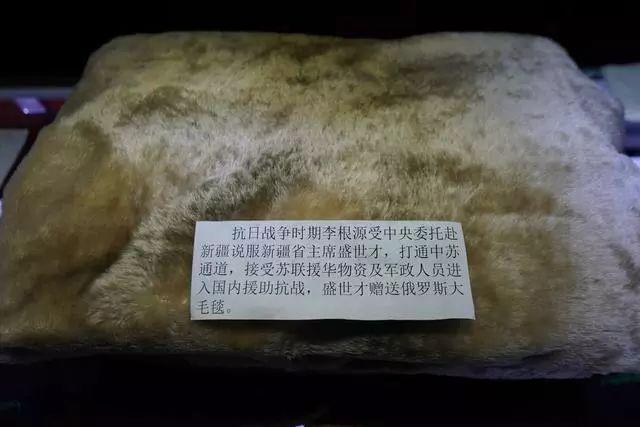 抗日战争时期李根源受中央委托赴
新疆说服新疆省主席盛世才，打通中苏
通道，接受苏联援华物资及军政人员进
入国内援助抗战，盛世才赠送俄罗斯大
毛毯。